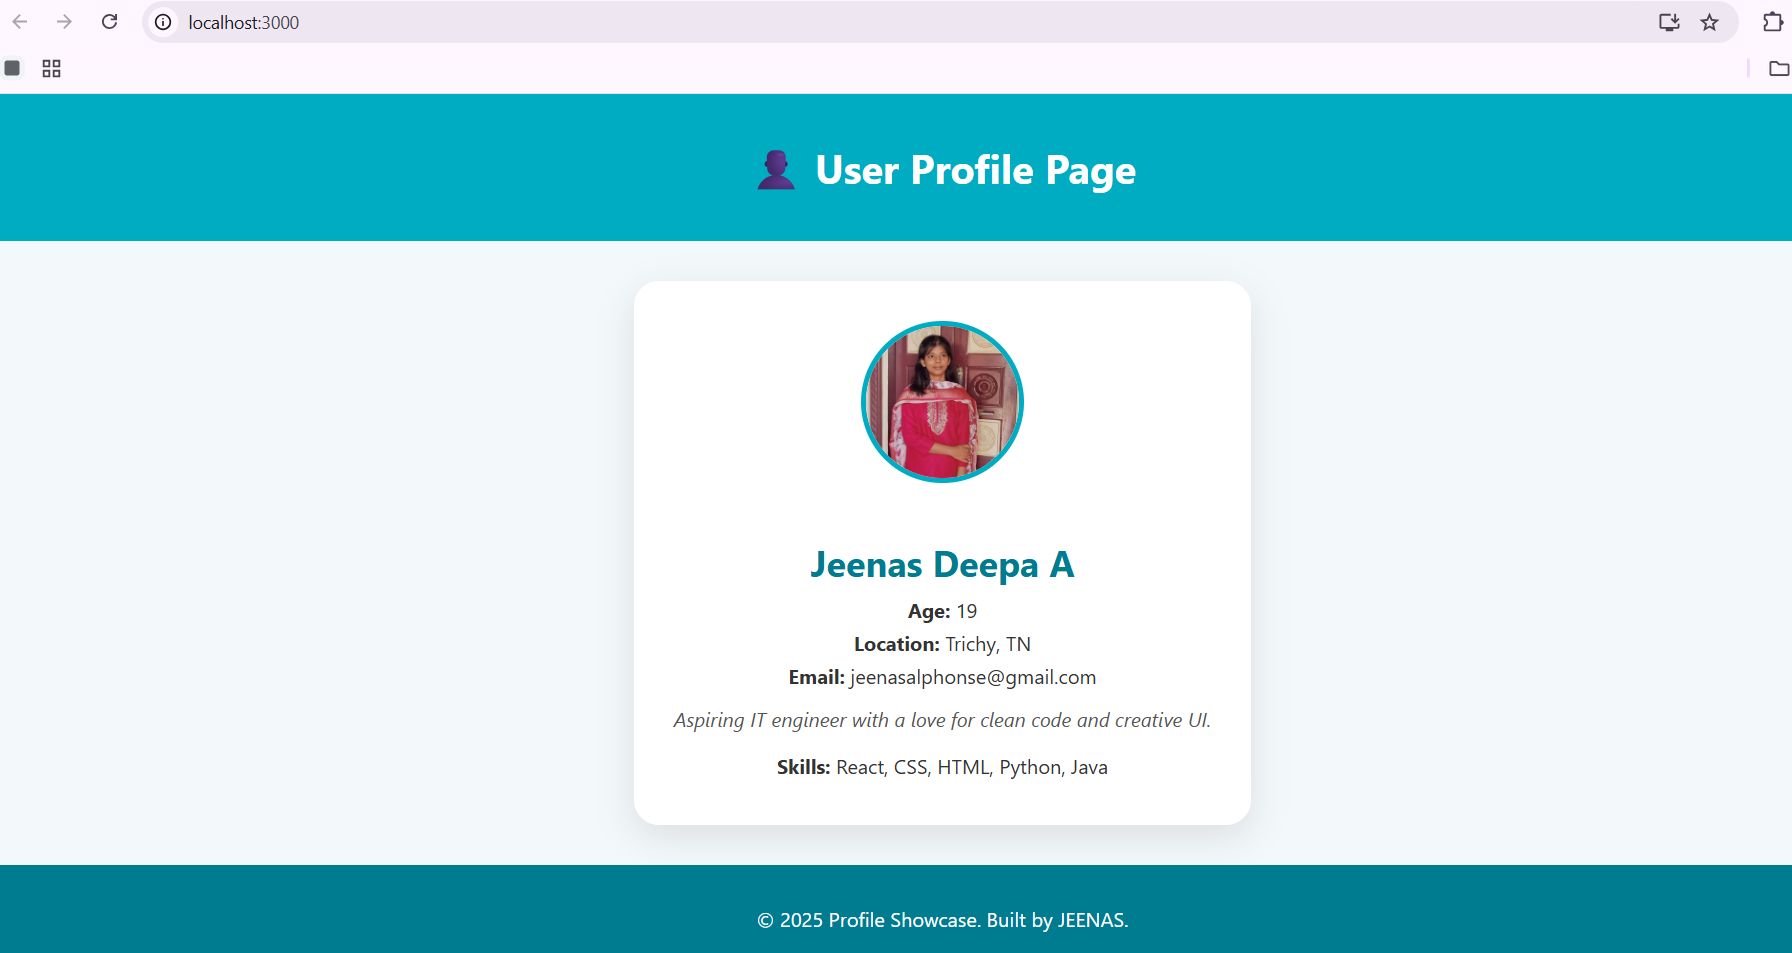 localhost:3000
User Profile Page
Jeenas Deepa A
Age: 19
Location: Trichy, TN
Email: jeenasalphonse@gmail.com
Aspiring IT engineer with a love for clean code and creative UI.
Skills: React, CSS, HTML, Python, Java
© 2025 Profile Showcase. Built by JEENAS.